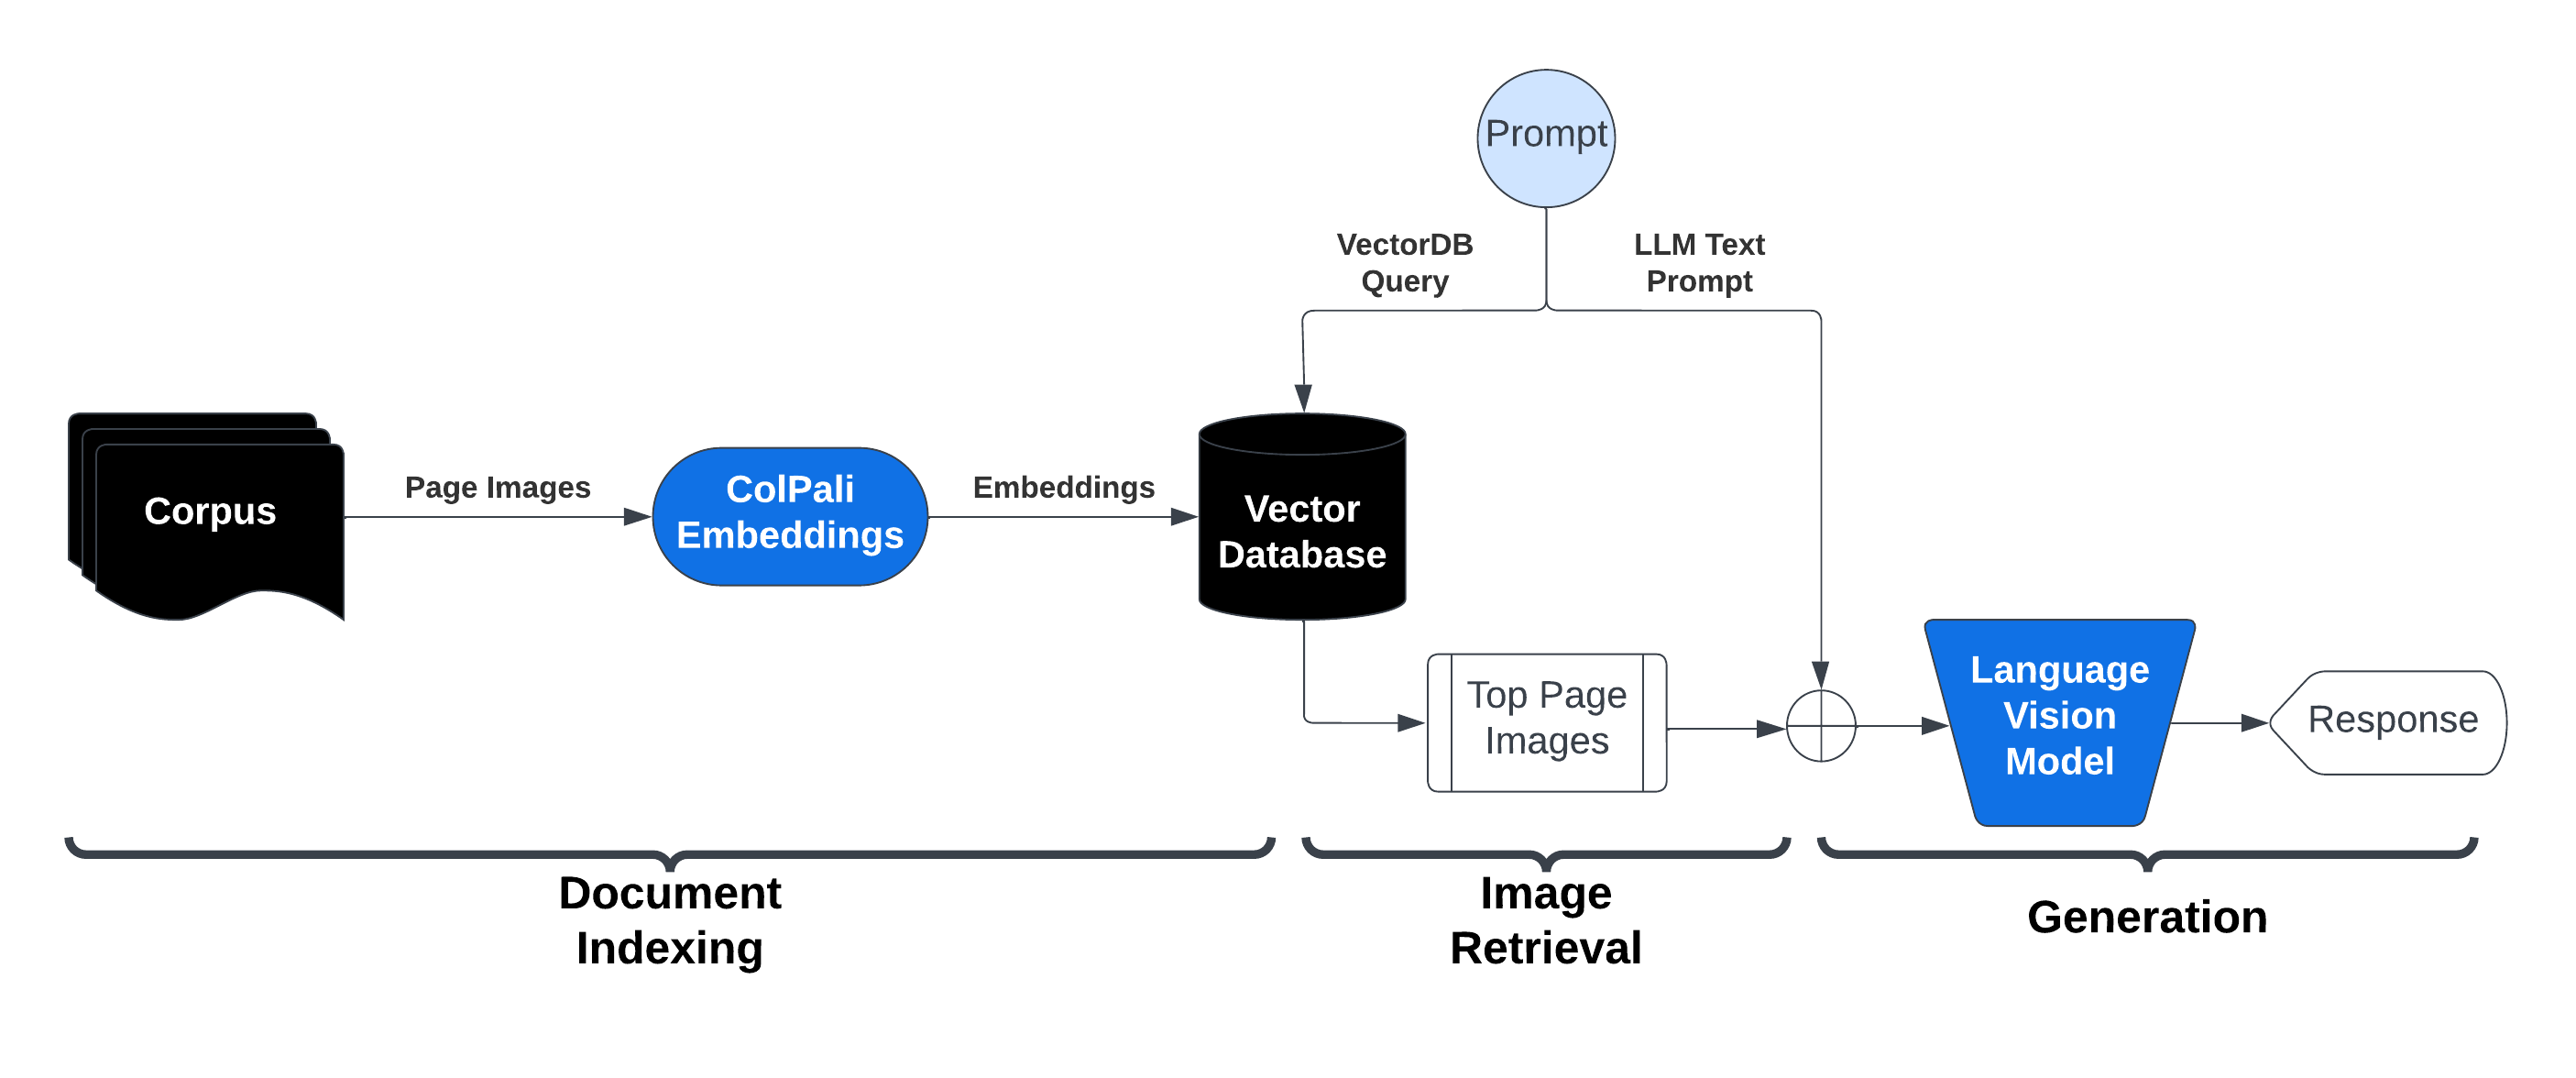 Prompt
VectorDB
Query
LLM Text
Prompt
Corpus
Page Images
ColPali
Embeddings
Embeddings
Vector
Database
Top Page
Images
Language
Vision
Model
Response
Document
Indexing
Image
Retrieval
Generation